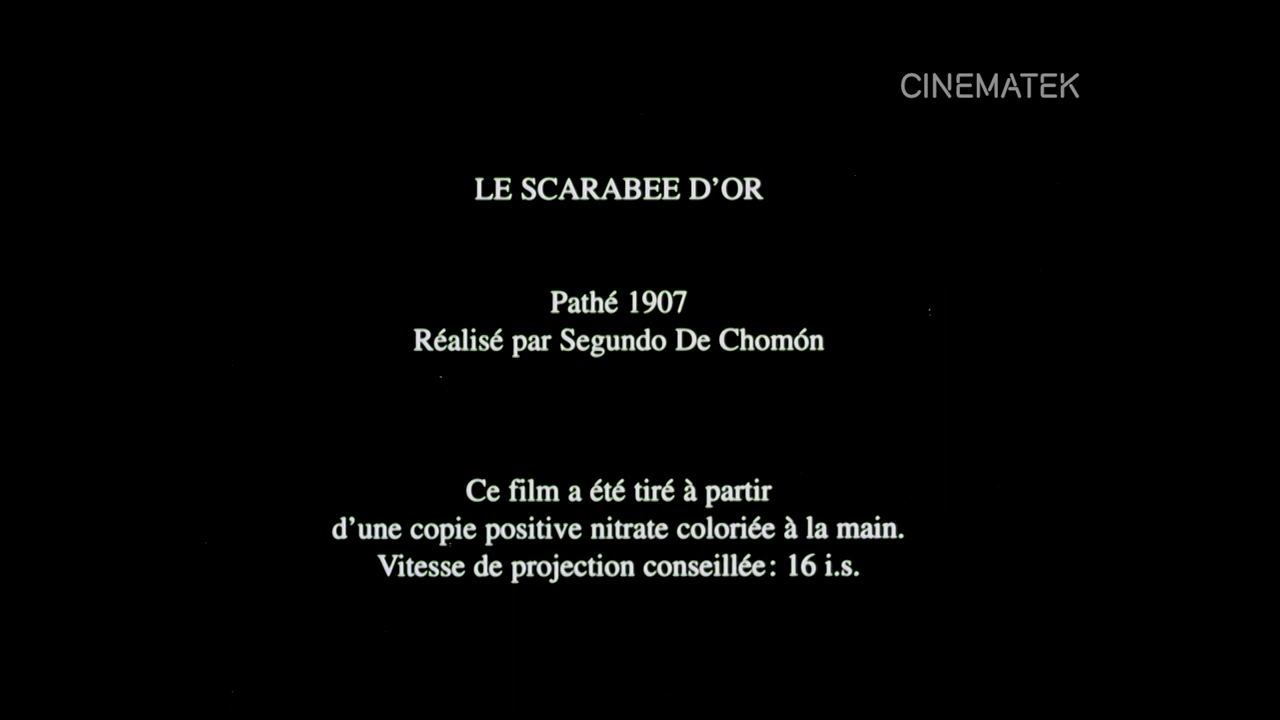 CINEMATEK
LE SCARABEE D’OR
Pathé 1907
Réalisé par Segundo De Chomón
Ce film a été tiré à partir
d’une copie positive nitrate coloriée à la main.
Vitesse de projection conseillée : 16 i.s.